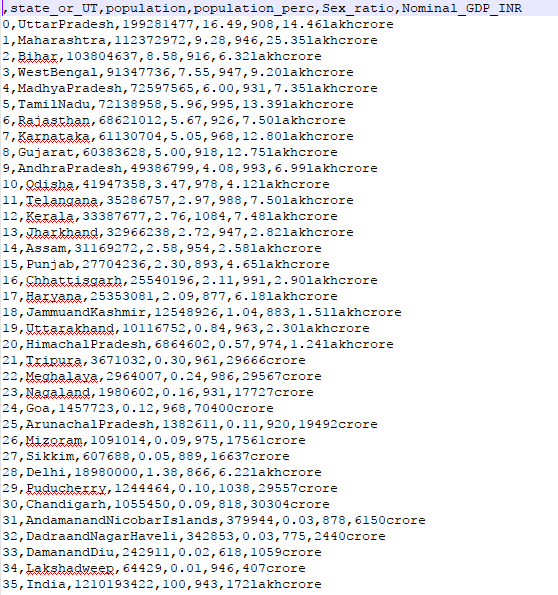 ,state_or_UT,population,population_perc,Sex_ratio,Nominal_GDP_INR
0,UttarPradesh,199281477,16.49,908,14.46lakhcrore
1,Maharashtra,112372972,9.28,946,25.35lakhcrore
2,Bihar,103804637,8.58,916,6.32lakhcrore
3,WestBengal,91347736,7.55,947,9.20lakhcrore
4,MadhyaPradesh,72597565,6.00,931,7.35lakhcrore
5,TamilNadu,72138958,5.96,995,13.39lakhcrore
6,Rajasthan,68621012,5.67,926,7.50lakhcrore
7,Karnataka,61130704,5.05,968,12.80lakhcrore
8,Gujarat,60383628,5.00,918,12.75lakhcrore
9,AndhraPradesh,49386799,4.08,993,6.99lakhcrore
10,Odisha,41947358,3.47,978,4.12lakhcrore
11,Telangana,35286757,2.97,988,7.50lakhcrore
12,Kerala,33387677,2.76,1084,7.48lakhcrore
13,Jharkhand,32966238,2.72,947,2.82lakhcrore
14,Assam,31169272,2.58,954,2.58lakhcrore
15,Punjab,27704236,2.30,893,4.65lakhcrore
16,Chhattisgarh,25540196,2.11,991,2.90lakhcrore
17,Haryana,25353081,2.09,877,6.18lakhcrore
18,JammuandKashmir,12548926,1.04,883,1.51lakhcrore
19,Uttarakhand,10116752,0.84,963,2.30lakhcrore
20,HimachalPradesh,6864602,0.57,974,1.24lakhcrore
21,Tripura,3671032,0.30,961,29666crore
22,Meghalaya,2964007,0.24,986,29567crore
23,Nagaland,1980602,0.16,931,17727crore
24,Goa,1457723,0.12,968,70400crore
25,ArunachalPradesh,1382611,0.11,920,19492crore
26,Mizoram,1091014,0.09,975,17561crore
27,Sikkim,607688,0.05,889,16637crore
28,Delhi,18980000,1.38,866,6.22lakhcrore
29,Puducherry,1244464,0.10,1038,29557crore
30,Chandigarh,1055450,0.09,818,30304crore
31,AndamanandNicobarIslands,379944,0.03,878,6150crore
32,DadraandNagarHaveli,342853,0.03,775,2440crore
33,DamanandDiu,242911,0.02,618,1059crore
34,Lakshadweep,64429,0.01,946,407crore
35,India,1210193422,100,943,172lakhcrore